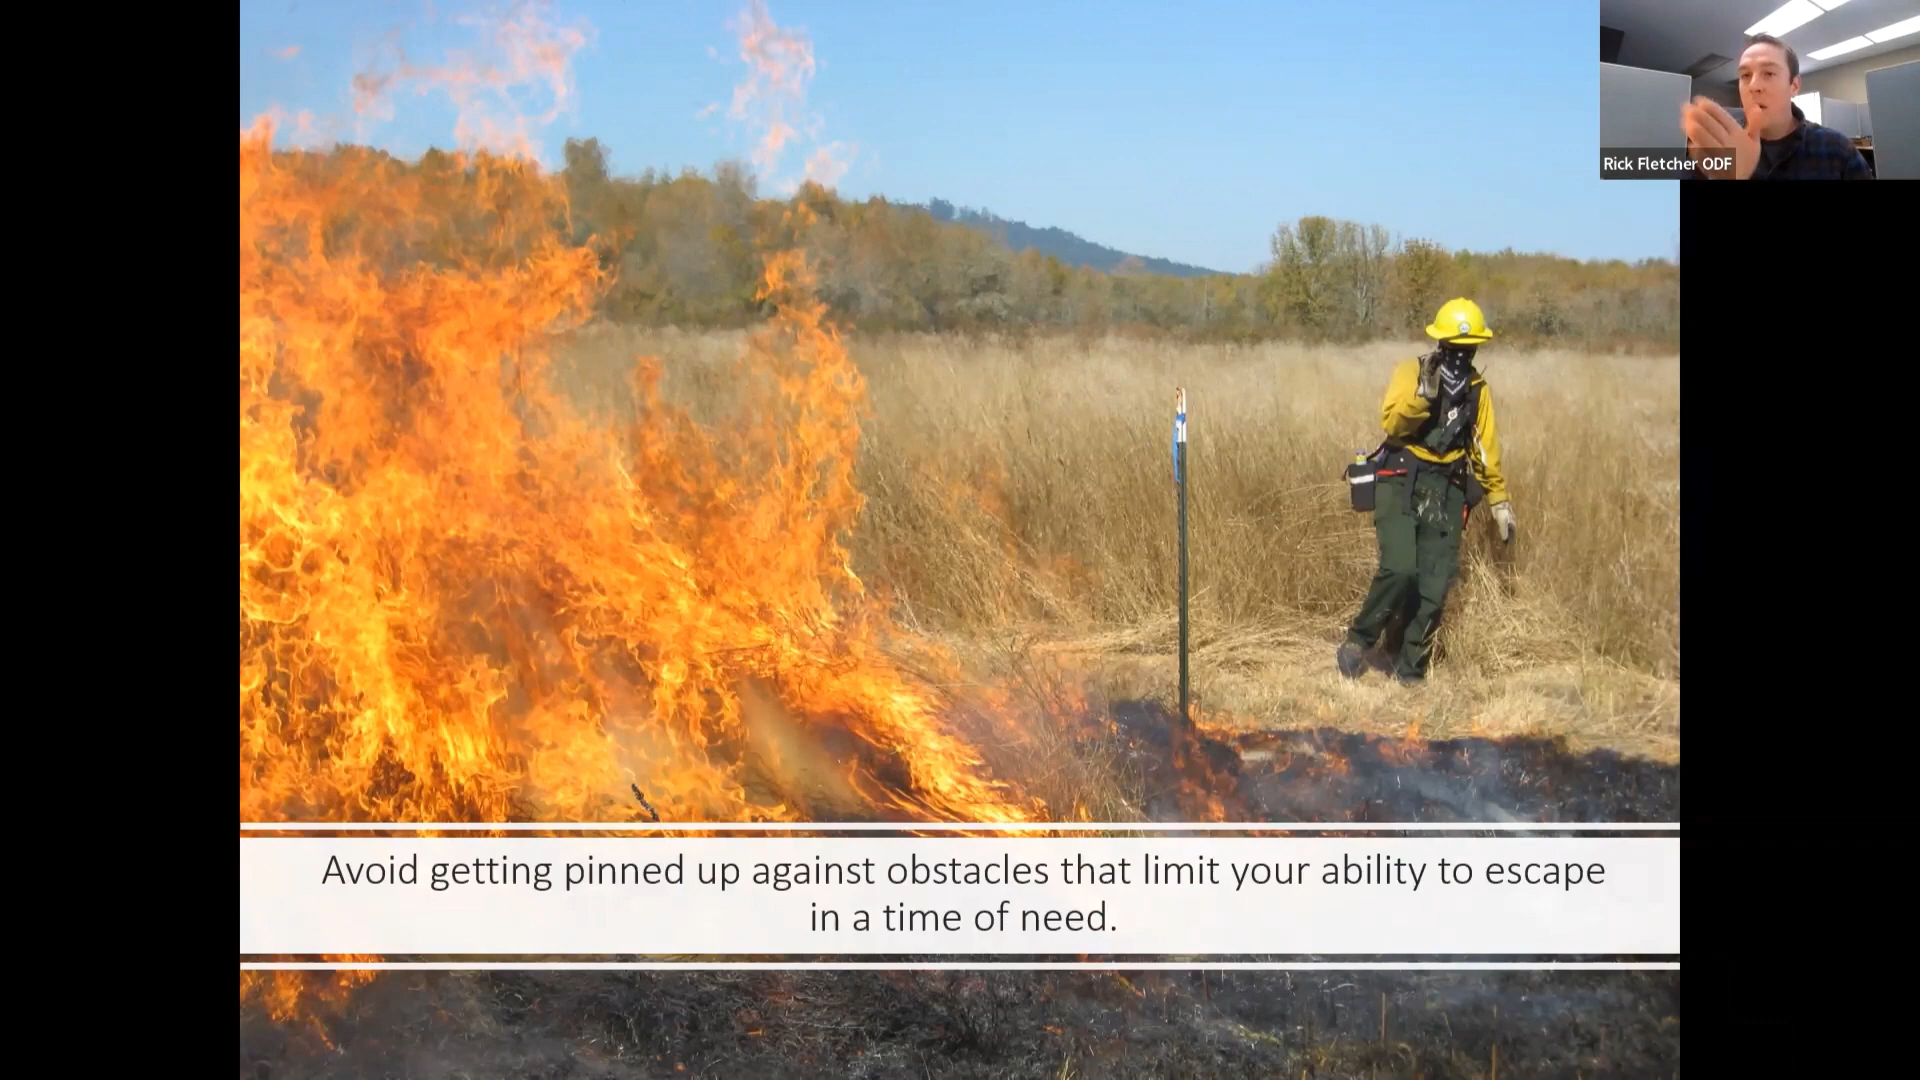 Rick Fletcher ODF
Avoid getting pinned up against obstacles that limit your ability to escape
in a time of need.